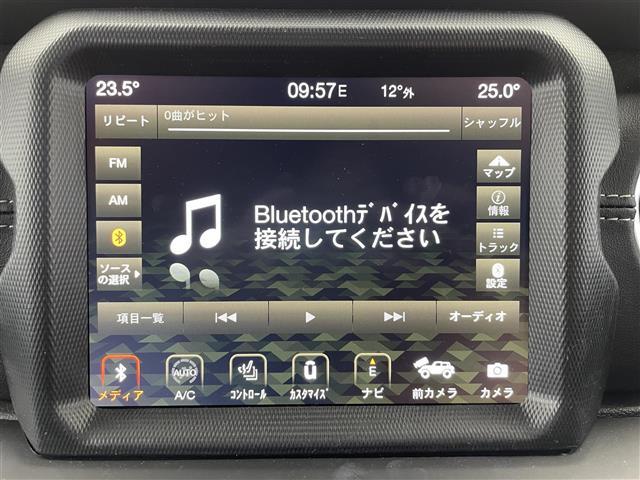 23.5° 09:57E 12°外 25.0°
リピート 0曲がヒット シャッフル
FM
マップ
AM
情報
Bluetoothﾃﾞﾊﾞｲｽを
接続してください
トラック
ソース
の選択
設定
項目一覧 オーディオ
AUTO E
メディア A/C ｺﾝﾄﾛｰﾙ ｶｽﾀﾏｲｽﾞ ナビ 前カメラ カメラ